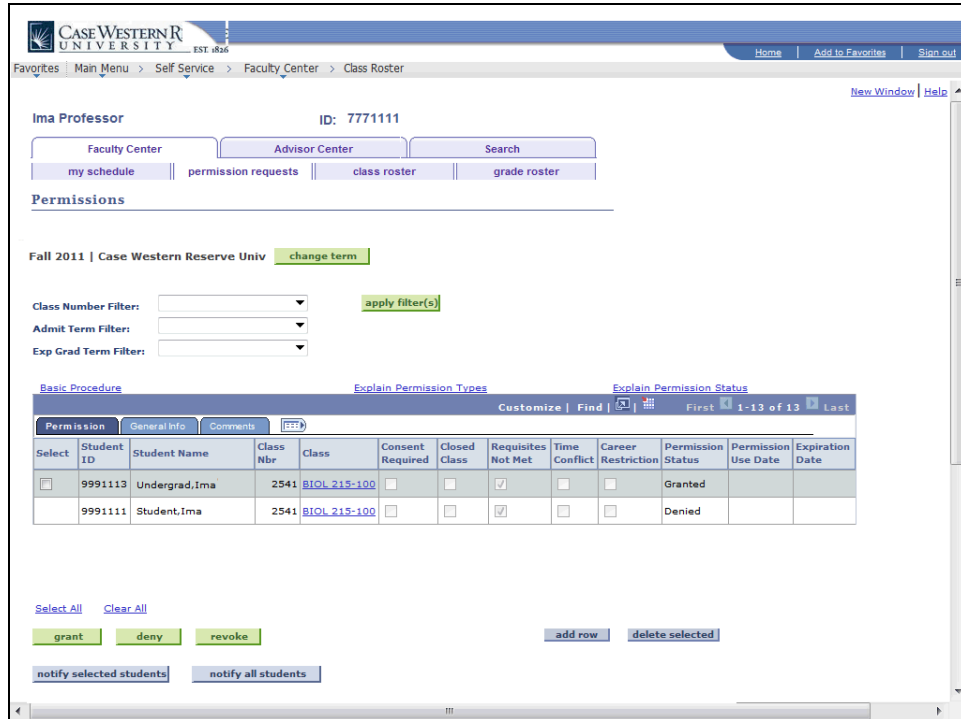 CASE WESTERN R
UNIVERSITY EST. 1826
Home | Add to Favorites | Sign out
Favorites Main Menu > Self Service > Faculty Center > Class Roster
New Window | Help
Ima Professor ID: 7771111
Faculty Center Advisor Center Search
my schedule permission requests class roster grade roster
Permissions
Fall 2011 | Case Western Reserve Univ change term
Class Number Filter: apply filter(s)
Admit Term Filter:
Exp Grad Term Filter:
Basic Procedure Explain Permission Types Explain Permission Status
Customize | Find | | First 1-13 of 13 Last
Permission General Info Comments
Select Student ID Student Name Class Nbr Class Consent Required Closed Class Requisites Not Met Time Conflict Career Restriction Permission Status Permission Use Date Expiration Date
9991113 Undergrad,Ima 2541 BIOL 215-100 Granted
9991111 Student,Ima 2541 BIOL 215-100 Denied
Select All Clear All
grant deny revoke add row delete selected
notify selected students notify all students